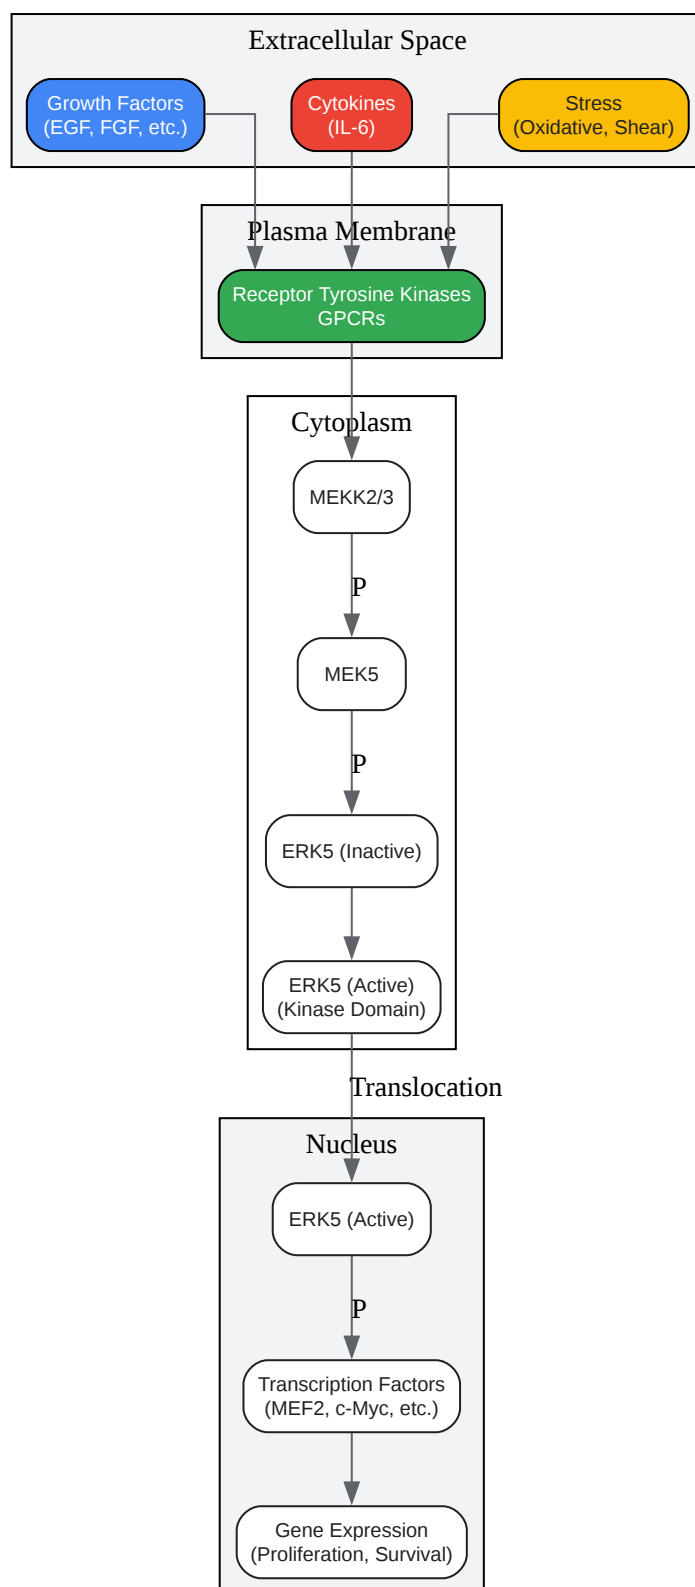 Extracellular Space
Growth Factors
(EGF, FGF, etc.)
Cytokines
(IL-6)
Stress
(Oxidative, Shear)
Plasma Membrane
Receptor Tyrosine Kinases
GPCRs
Cytoplasm
MEKK2/3
P
MEK5
P
ERK5 (Inactive)
ERK5 (Active)
(Kinase Domain)
Translocation
Nucleus
ERK5 (Active)
P
Transcription Factors
(MEF2, c-Myc, etc.)
Gene Expression
(Proliferation, Survival)